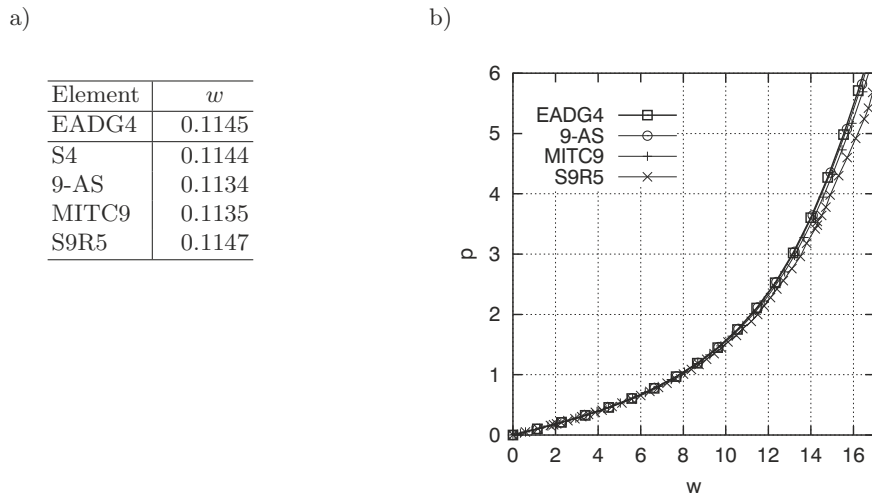 a)
Element w
EADG4 0.1145
S4 0.1144
9-AS 0.1134
MITC9 0.1135
S9R5 0.1147
b)
6
5
4
3
2
1
0
p
EADG4
9-AS
MITC9
S9R5
0 2 4 6 8 10 12 14 16
w